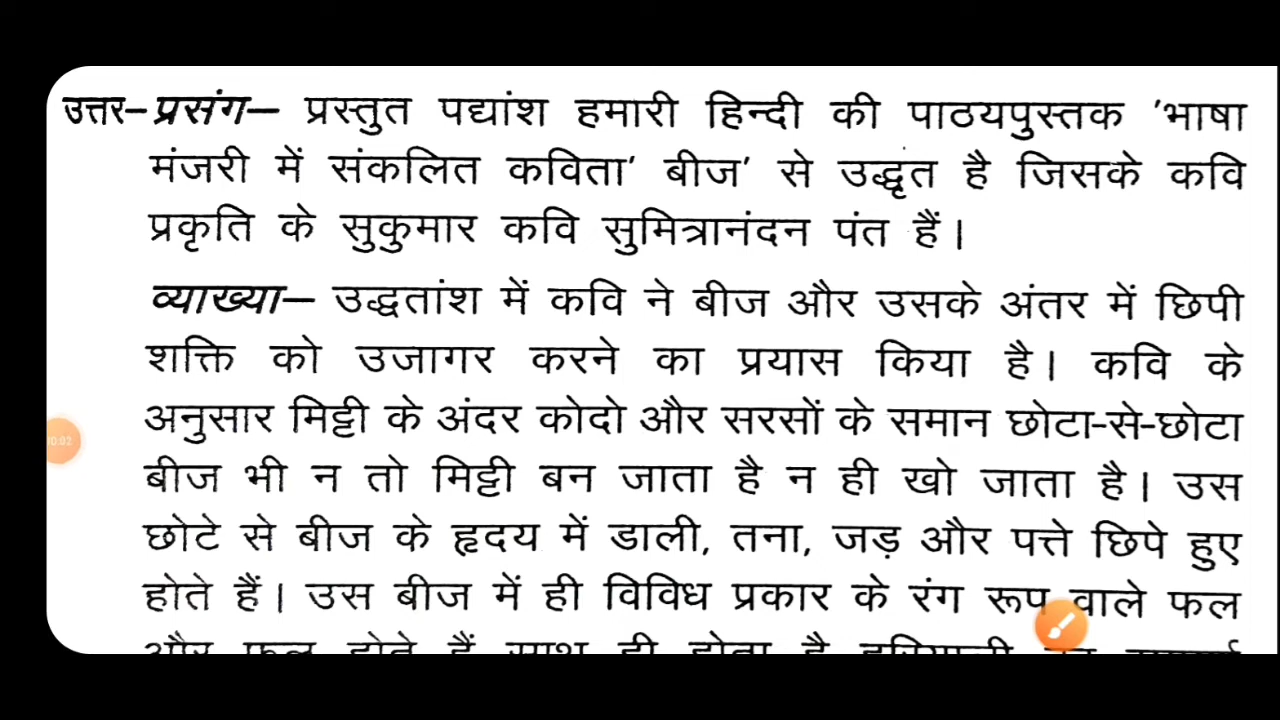 उत्तर– प्रसंग– प्रस्तुत पद्यांश हमारी हिन्दी की पाठयपुस्तक 'भाषा
मंजरी में संकलित कविता' बीज' से उद्धृंत है जिसके कवि
प्रकृति के सुकुमार कवि सुमित्रानंदन पंत हैं।
व्याख्या– उद्धतांश में कवि ने बीज और उसके अंतर में छिपी
शक्ति को उजागर करने का प्रयास किया है। कवि के
अनुसार मिट्टी के अंदर कोदो और सरसों के समान छोटा-से-छोटा
बीज भी न तो मिट्टी बन जाता है न ही खो जाता है। उस
छोटे से बीज के हृदय में डाली, तना, जड़ और पत्ते छिपे हुए
होते हैं। उस बीज में ही विविध प्रकार के रंग रूप वाले फल
और फूल होते हैं साथ ही होता है हरियाली